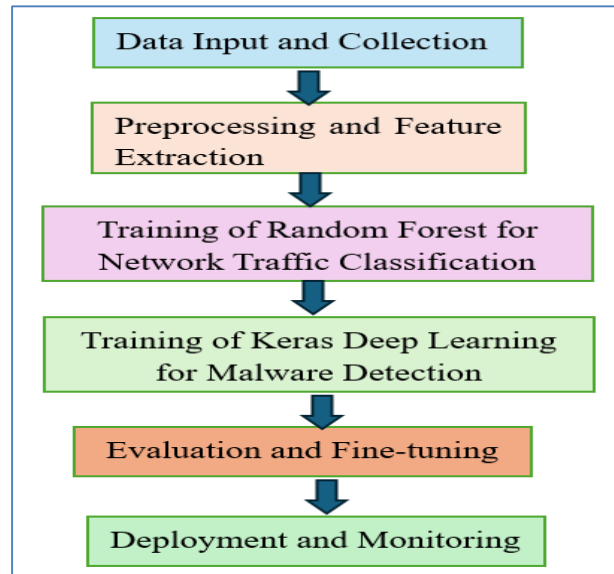 Data Input and Collection
Preprocessing and Feature
Extraction
Training of Random Forest for
Network Traffic Classification
Training of Keras Deep Learning
for Malware Detection
Evaluation and Fine-tuning
Deployment and Monitoring